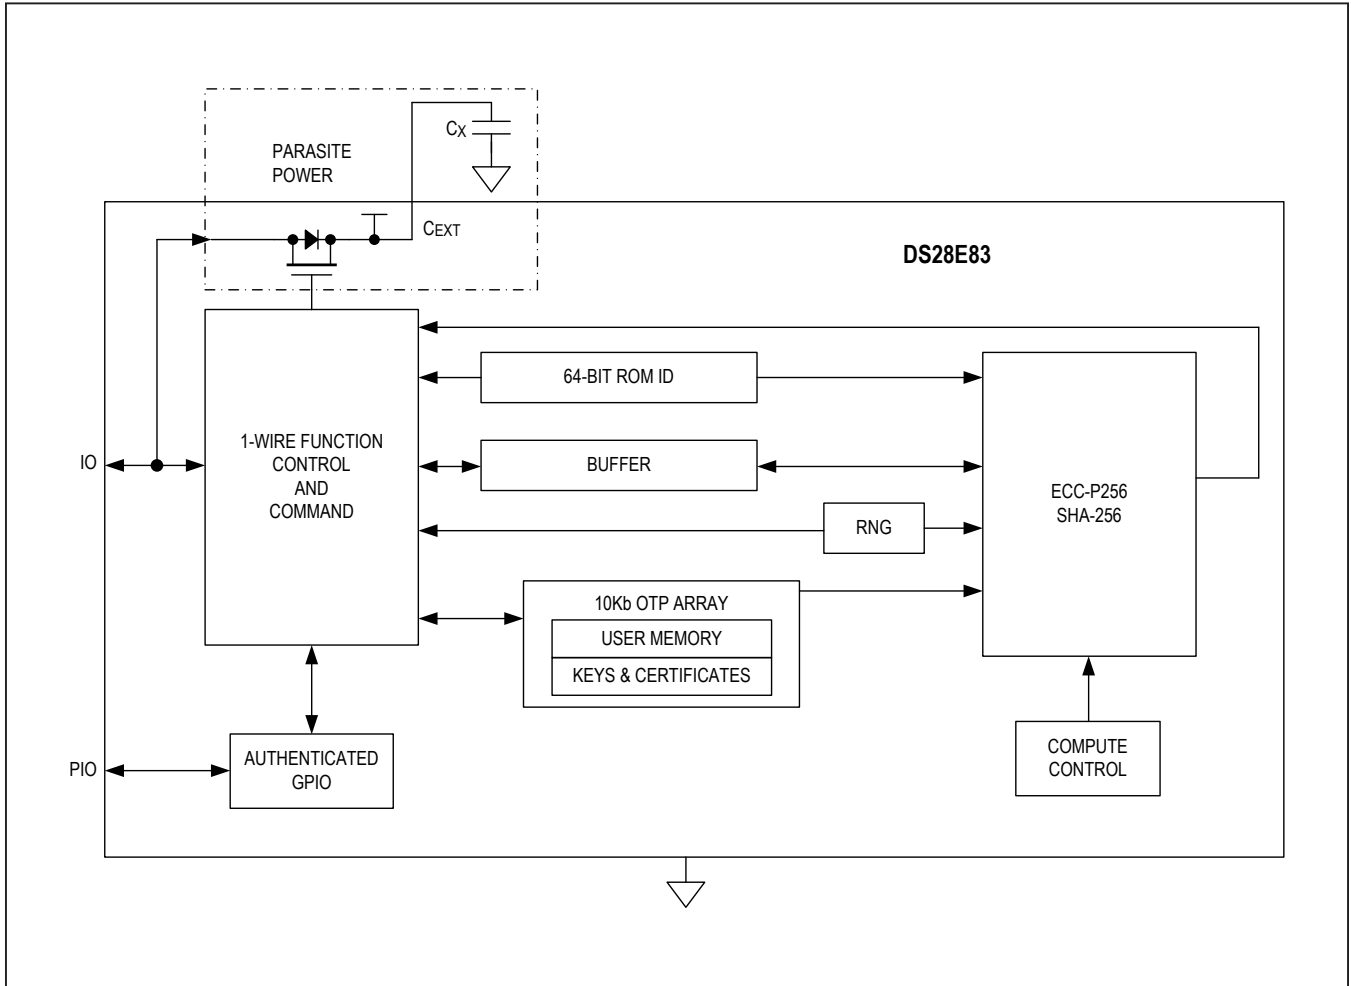 PARASITE
POWER
CX
CEXT
DS28E83
64-BIT ROM ID
1-WIRE FUNCTION
CONTROL
AND
COMMAND
IO
BUFFER
ECC-P256
SHA-256
RNG
10Kb OTP ARRAY
USER MEMORY
KEYS & CERTIFICATES
PIO
AUTHENTICATED
GPIO
COMPUTE
CONTROL